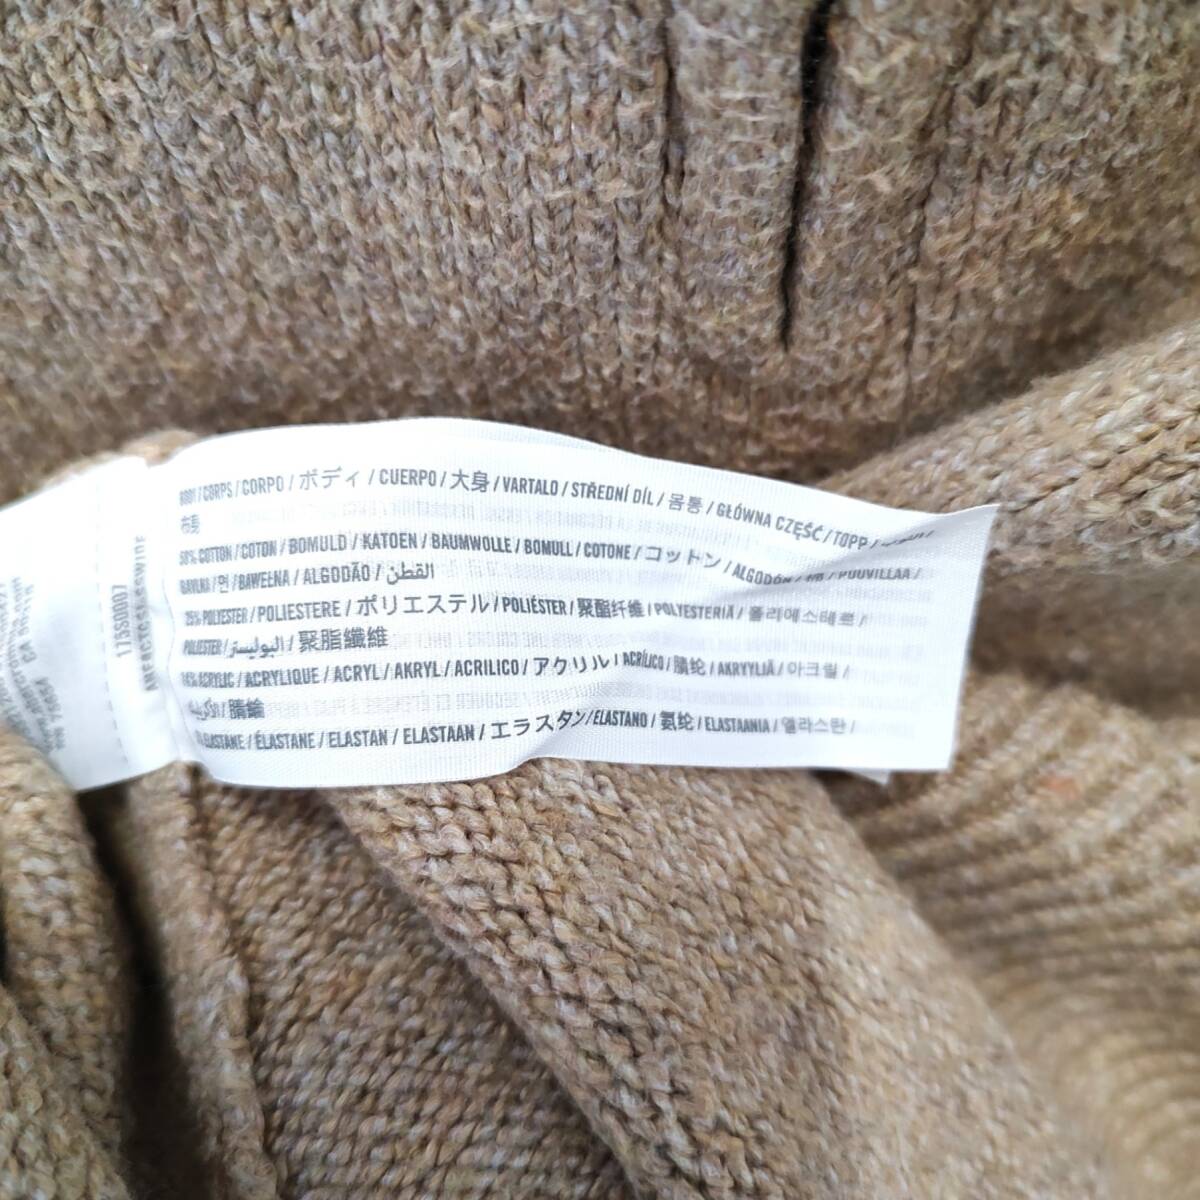 BODY / CORPS / CORPO / ボディ / CUERPO / 大身 / VARTALO / STŘEDNÍ DÍL / 몸통 / GŁÓWNA CZĘŚĆ / TOPP /
布身
COTTON / COTON / BOMULD / KATOEN / BAUMWOLLE / BOMULL / COTONE / コットン / ALGODÓN / / PUUVILLAA /
BAVLNA / 면 / BAWEŁNA / ALGODÃO / القطن
25% POLYESTER / POLIESTERE / ポリエステル / POLIÉSTER / 聚酯纤维 / POLYESTERIÄ / 폴리에스테르 /
POLIESTER / البوليستر / 聚脂纖維
ACRYLIC / ACRYLIQUE / ACRYL / AKRYL / ACRILICO / アクリル / ACRÍLICO / 腈纶 / AKRYYLIÄ / 아크릴 /
腈綸
ELASTANE / ÉLASTANE / ELASTAN / ELASTAAN / エラスタン / ELASTANO / 氨纶 / ELASTAANIA / 엘라스탄 /
175S0007